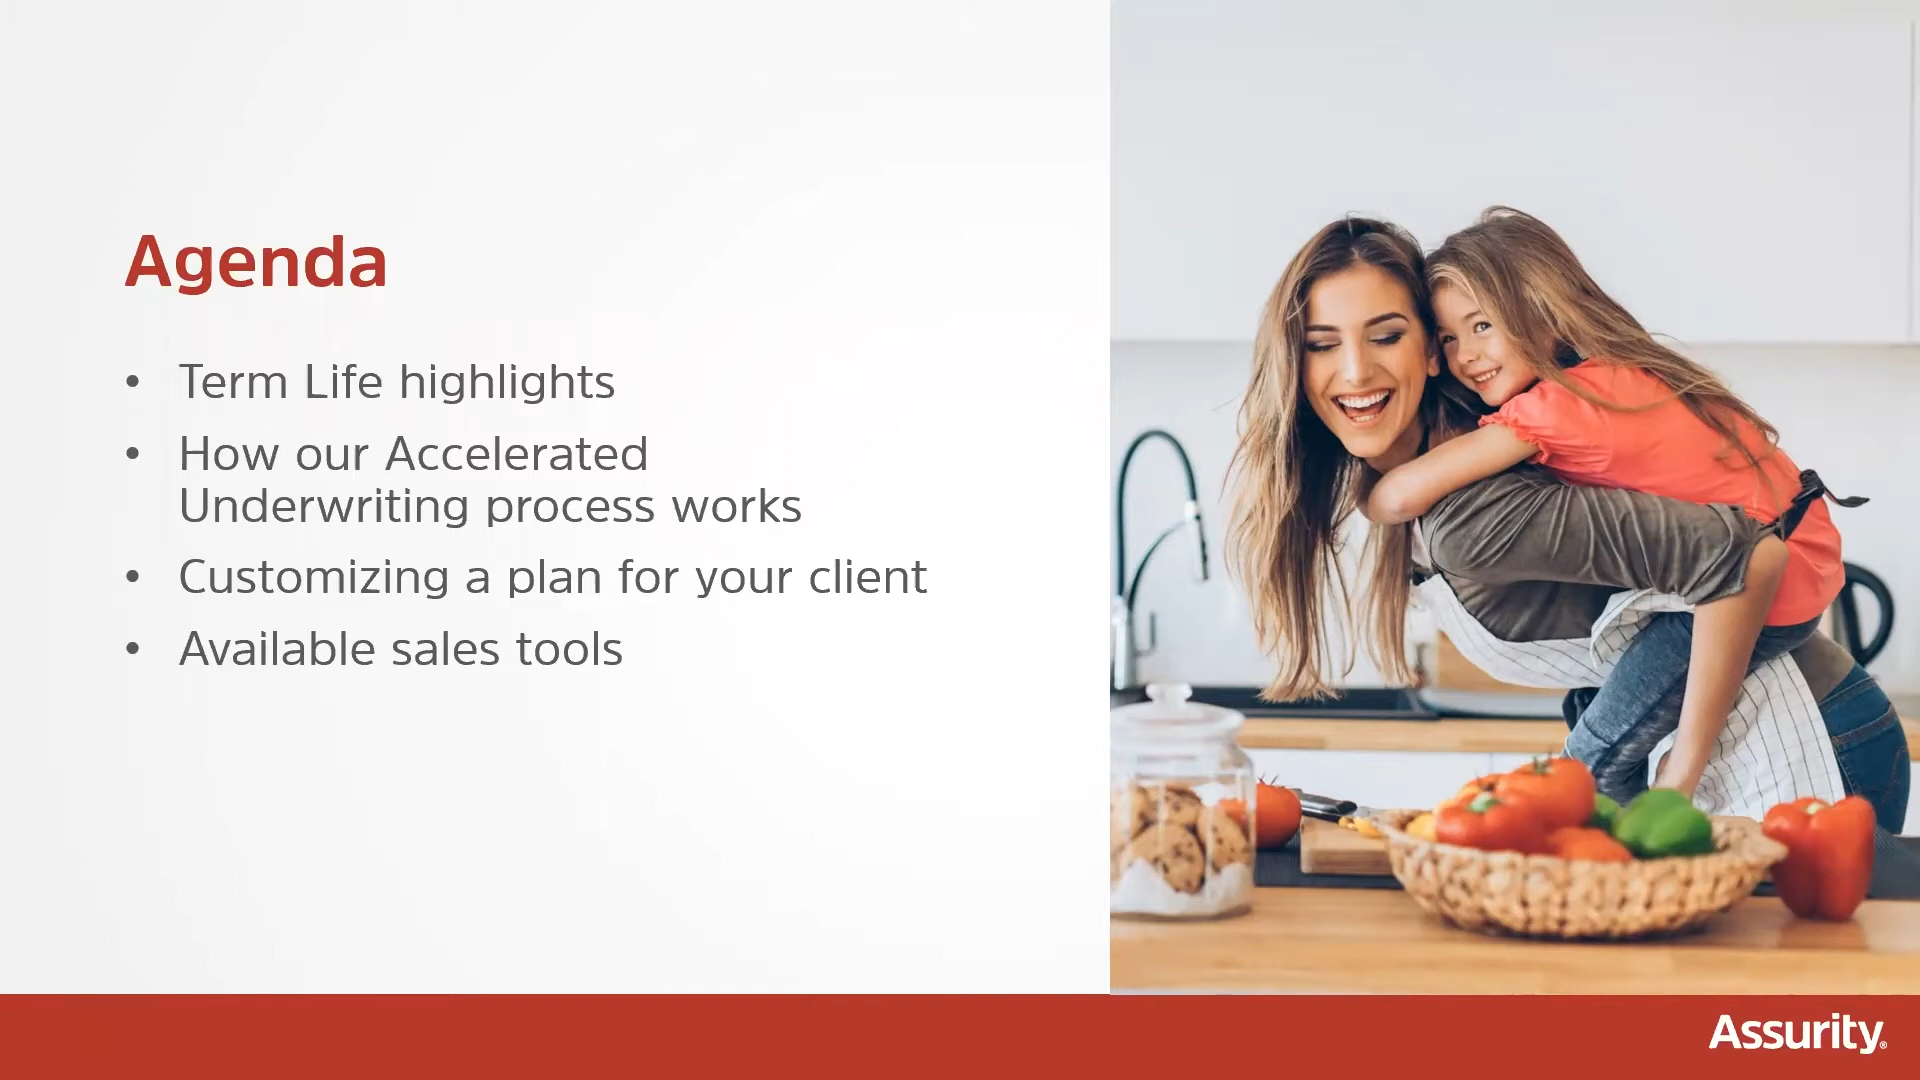 Agenda
• Term Life highlights
• How our Accelerated
Underwriting process works
• Customizing a plan for your client
• Available sales tools
Assurity®